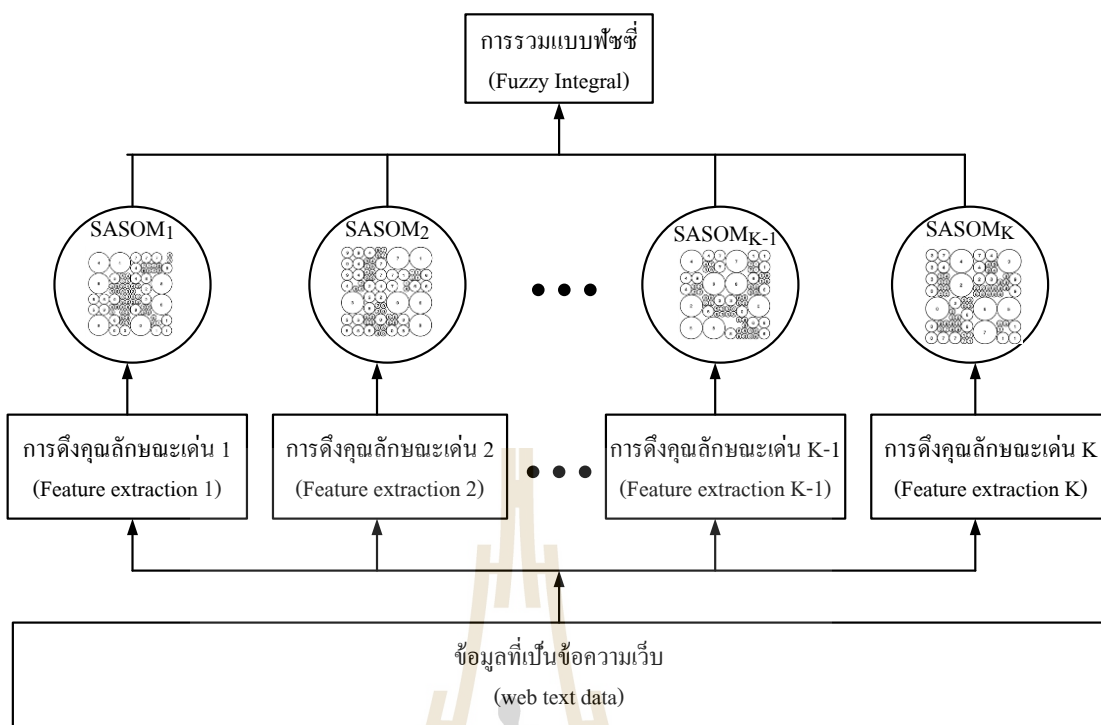 การรวมแบบฟัซซี่
(Fuzzy Integral)
SASOM1
SASOM2
SASOMK-1
SASOMK
การดึงคุณลักษณะเด่น 1
(Feature extraction 1)
การดึงคุณลักษณะเด่น 2
(Feature extraction 2)
การดึงคุณลักษณะเด่น K-1
(Feature extraction K-1)
การดึงคุณลักษณะเด่น K
(Feature extraction K)
ข้อมูลที่เป็นข้อความเว็บ
(web text data)